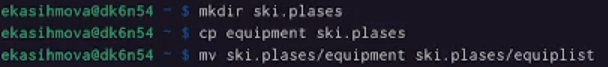 ekasihmova@dk6n54 ~ $ mkdir ski.plases
ekasihmova@dk6n54 ~ $ cp equipment ski.plases
ekasihmova@dk6n54 ~ $ mv ski.plases/equipment ski.plases/equiplist